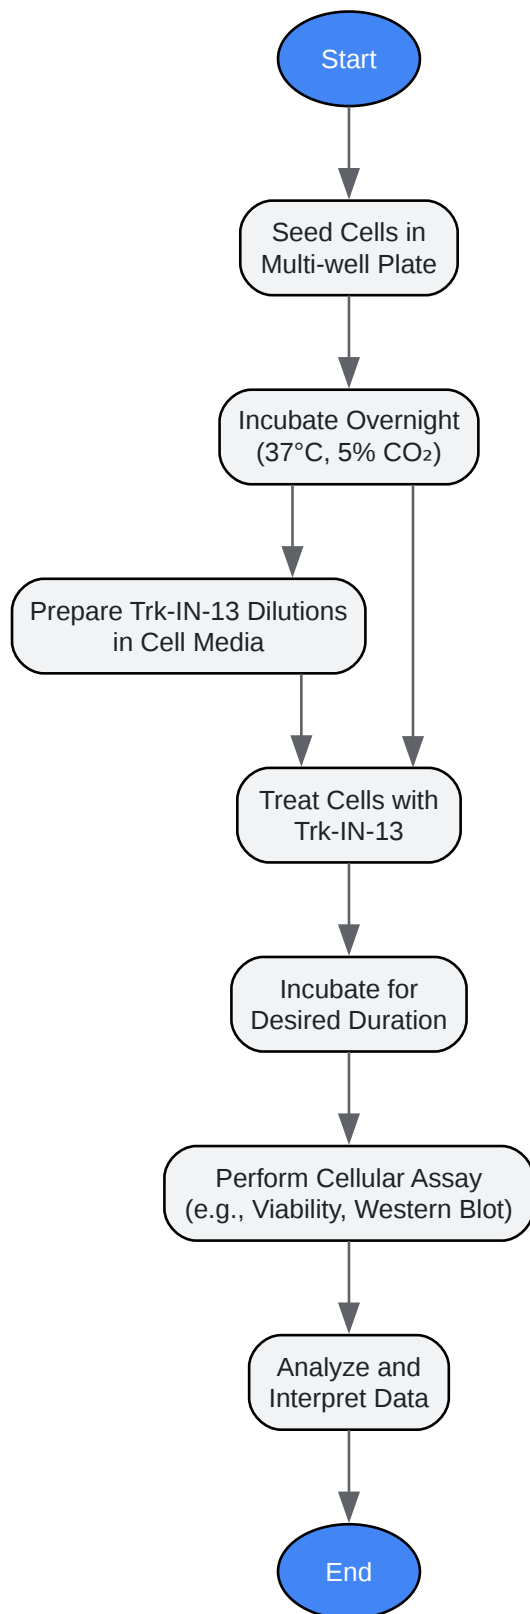 Start
Seed Cells in
Multi-well Plate
Incubate Overnight
(37°C, 5% CO₂)
Prepare Trk-IN-13 Dilutions
in Cell Media
Treat Cells with
Trk-IN-13
Incubate for
Desired Duration
Perform Cellular Assay
(e.g., Viability, Western Blot)
Analyze and
Interpret Data
End